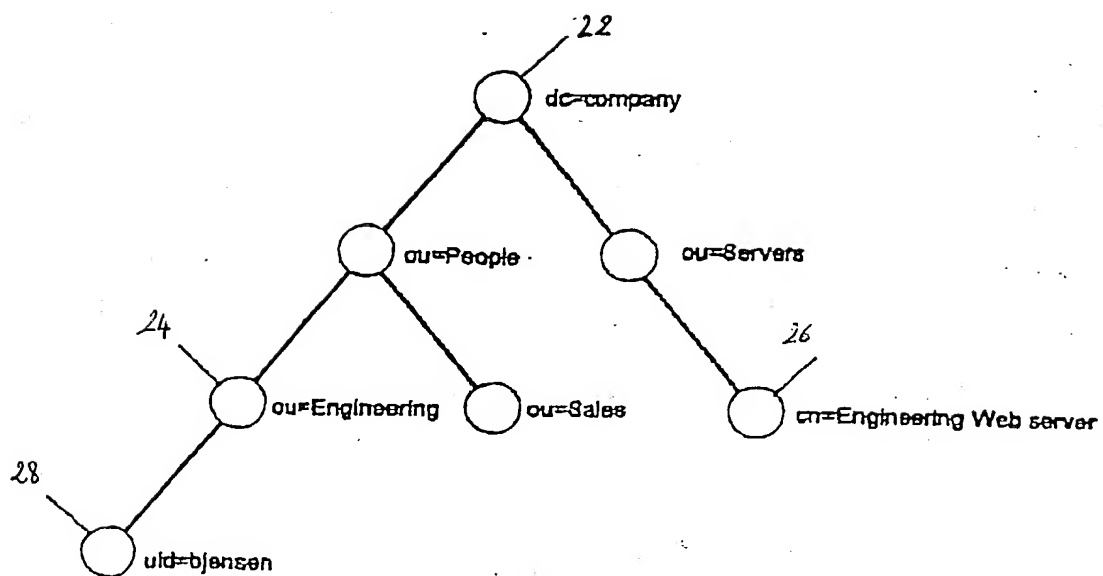 22
dc=company
ou=People
ou=Servers
24
26
ou=Engineering
ou=Sales
cn=Engineering Web server
28
uid=bjensen